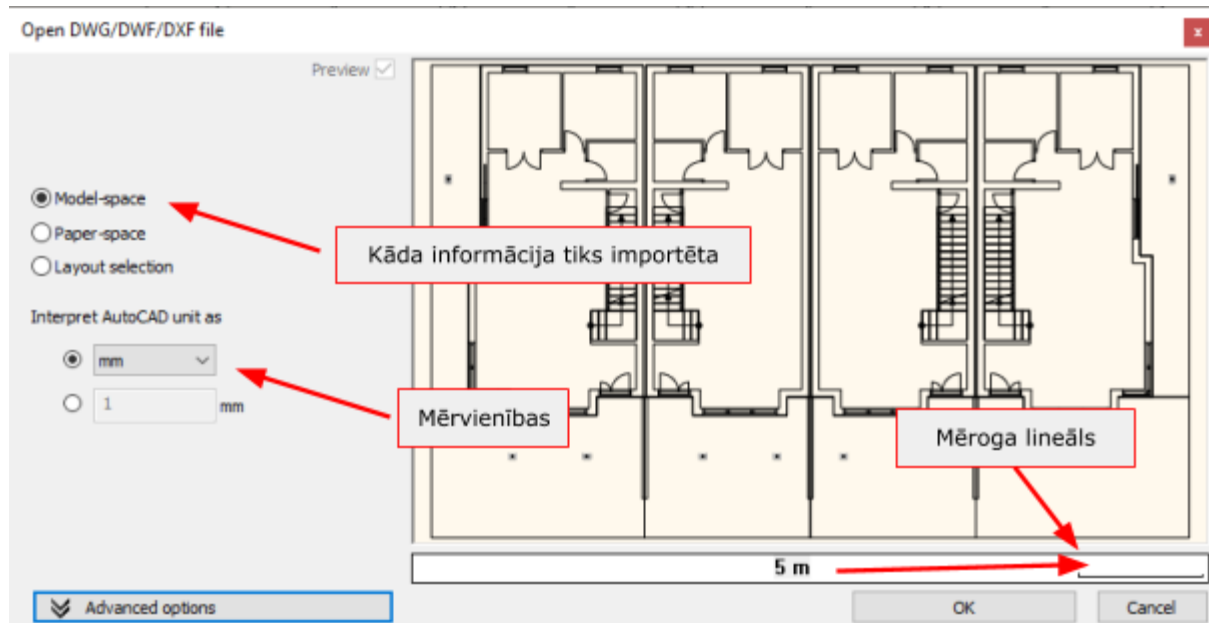 Open DWG/DWF/DXF file
x
Preview
Model-space
Paper-space
Layout selection
Kāda informācija tiks importēta
Interpret AutoCAD unit as
mm
1
mm
Mērvienības
Mēroga lineāls
5 m
Advanced options
OK
Cancel